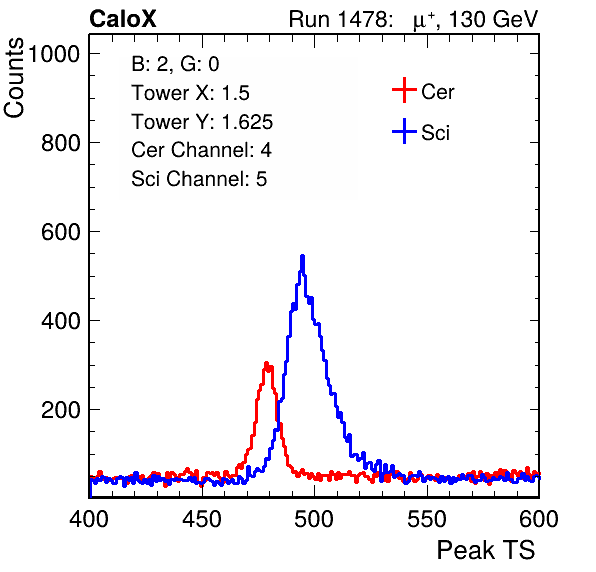 CaloX Run 1478: μ⁺, 130 GeV
Counts
1000
800
600
400
200
B: 2, G: 0
Tower X: 1.5
Tower Y: 1.625
Cer Channel: 4
Sci Channel: 5
Cer
Sci
400 450 500 550 600
Peak TS